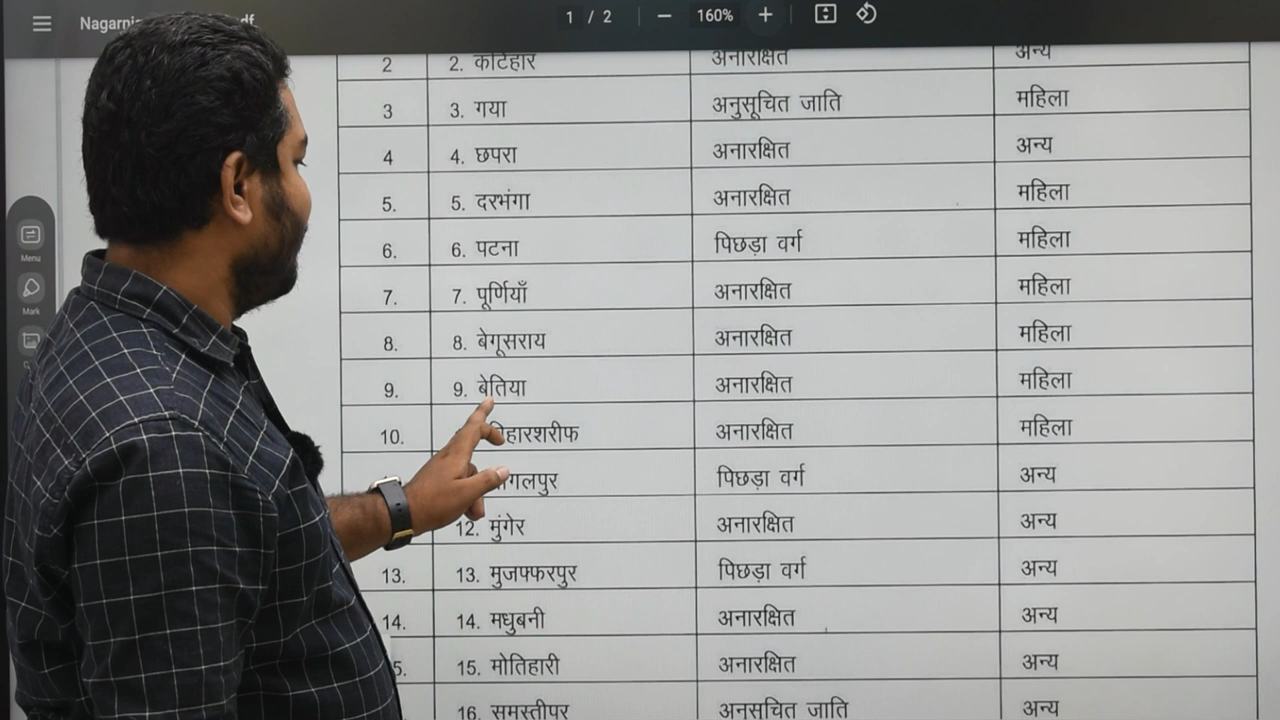 1 / 2 160%
2 2. कटिहार अनारक्षित अन्य
3 3. गया अनुसूचित जाति महिला
4 4. छपरा अनारक्षित अन्य
5. 5. दरभंगा अनारक्षित महिला
6. 6. पटना पिछड़ा वर्ग महिला
Menu
7. 7. पूर्णियाँ अनारक्षित महिला
Mark
8. 8. बेगूसराय अनारक्षित महिला
9. 9. बेतिया अनारक्षित महिला
10. अनारक्षित महिला
पिछड़ा वर्ग अन्य
12. मुंगेर अनारक्षित अन्य
13. 13. मुजफ्फरपुर पिछड़ा वर्ग अन्य
14. 14. मधुबनी अनारक्षित अन्य
5. 15. मोतिहारी अनारक्षित अन्य
16. समस्तीपुर अनुसूचित जाति अन्य